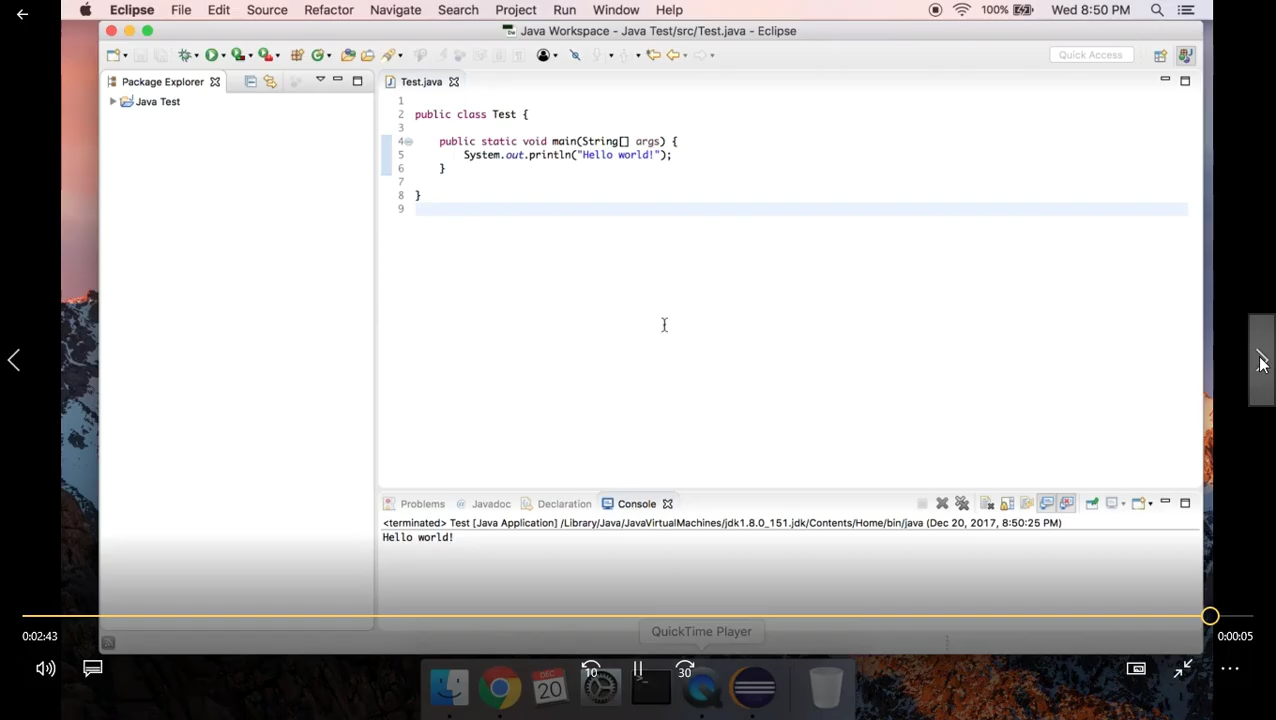 Eclipse File Edit Source Refactor Navigate Search Project Run Window Help 100% Wed 8:50 PM
Java Workspace - Java Test/src/Test.java - Eclipse
Quick Access
Package Explorer Test.java
Java Test
1
2 public class Test {
3
4 public static void main(String[] args) {
5 System.out.println("Hello world!");
6 }
7
8 }
9
Problems @ Javadoc Declaration Console
<terminated> Test [Java Application] /Library/Java/JavaVirtualMachines/jdk1.8.0_151.jdk/Contents/Home/bin/java (Dec 20, 2017, 8:50:25 PM)
Hello world!
QuickTime Player
0:02:43 0:00:05
10 30
DEC
20